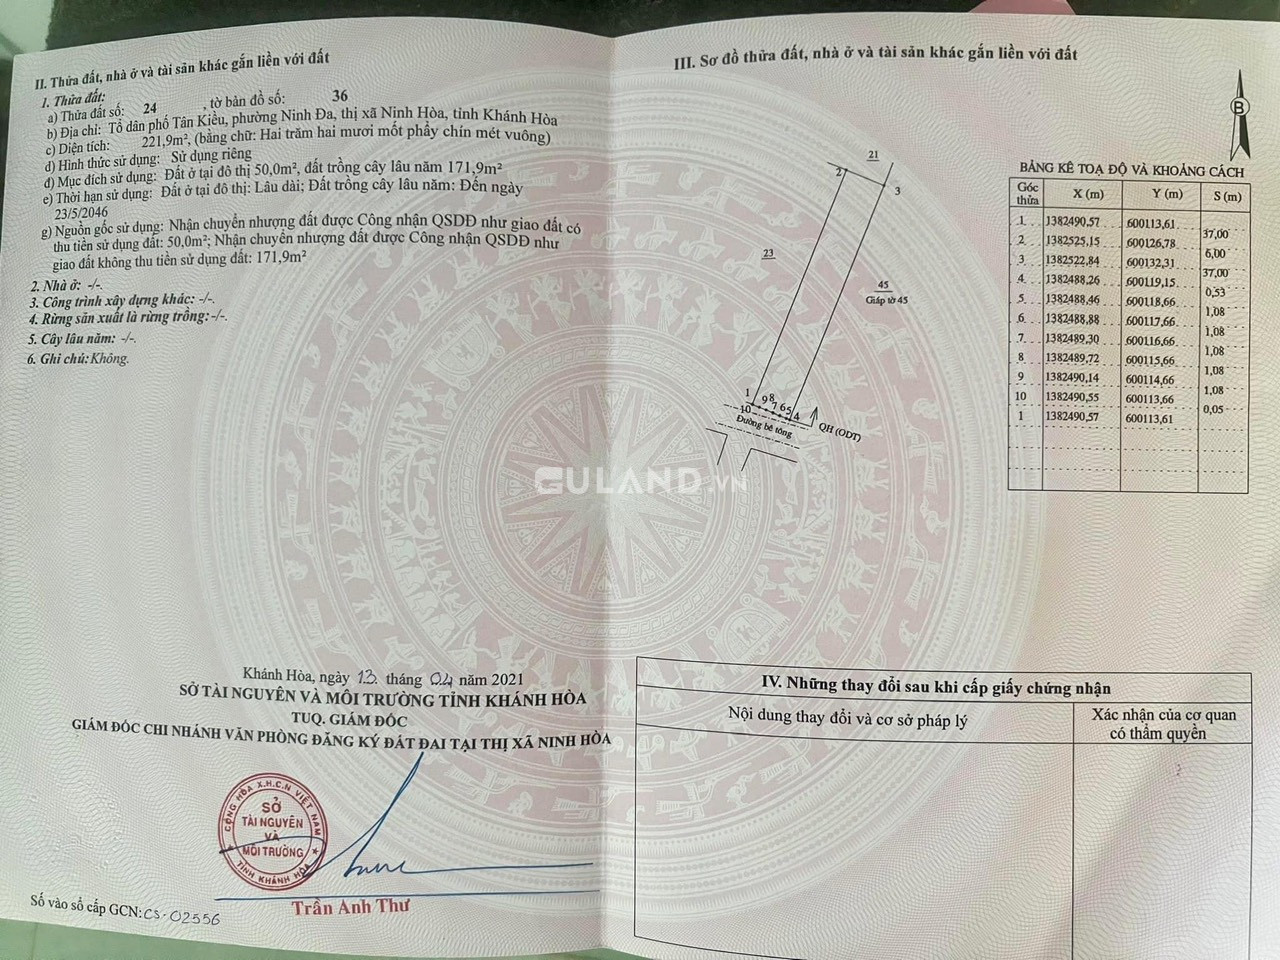 II. Thửa đất, nhà ở và tài sản khác gắn liền với đất
1. Thửa đất:
a) Thửa đất số: 24 , tờ bản đồ số: 36
b) Địa chỉ: Tổ dân phố Tân Kiều, phường Ninh Đa, thị xã Ninh Hòa, tỉnh Khánh Hòa
c) Diện tích: 221,9m², (bằng chữ: Hai trăm hai mươi mốt phẩy chín mét vuông)
d) Hình thức sử dụng: Sử dụng riêng
đ) Mục đích sử dụng: Đất ở tại đô thị 50,0m², đất trồng cây lâu năm 171,9m²
e) Thời hạn sử dụng: Đất ở tại đô thị: Lâu dài; Đất trồng cây lâu năm: Đến ngày
23/5/2046
g) Nguồn gốc sử dụng: Nhận chuyển nhượng đất được Công nhận QSDĐ như giao đất có
thu tiền sử dụng đất: 50,0m²; Nhận chuyển nhượng đất được Công nhận QSDĐ như
giao đất không thu tiền sử dụng đất: 171,9m²
2. Nhà ở: -/-.
3. Công trình xây dựng khác: -/-.
4. Rừng sản xuất là rừng trồng: -/-.
5. Cây lâu năm: -/-.
6. Ghi chú: Không.
Khánh Hòa, ngày 13 tháng 04 năm 2021
SỞ TÀI NGUYÊN VÀ MÔI TRƯỜNG TỈNH KHÁNH HÒA
TUQ. GIÁM ĐỐC
GIÁM ĐỐC CHI NHÁNH VĂN PHÒNG ĐĂNG KÝ ĐẤT ĐAI TẠI THỊ XÃ NINH HÒA
CỘNG HÒA X.H.C.N VIỆT NAM
SỞ
TÀI NGUYÊN
VÀ
MÔI TRƯỜNG
TỈNH KHÁNH HÒA
Trần Anh Thư
Số vào sổ cấp GCN: CS-02556
III. Sơ đồ thửa đất, nhà ở và tài sản khác gắn liền với đất
B
21
2
3
23
45
Giáp tờ 45
1
10 9 8 7 6 5 4
Đường bê tông
QH (ODT)
BẢNG KÊ TOẠ ĐỘ VÀ KHOẢNG CÁCH
Góc thửa X (m) Y (m) S (m)
1 1382490,57 600113,61
37,00
2 1382525,15 600126,78
6,00
3 1382522,84 600132,31
37,00
4 1382488,26 600119,15
0,53
5 1382488,46 600118,66
1,08
6 1382488,88 600117,66
1,08
7 1382489,30 600116,66
1,08
8 1382489,72 600115,66
1,08
9 1382490,14 600114,66
1,08
10 1382490,55 600113,66
0,05
1 1382490,57 600113,61
GULAND.VN
IV. Những thay đổi sau khi cấp giấy chứng nhận
Nội dung thay đổi và cơ sở pháp lý
Xác nhận của cơ quan
có thẩm quyền